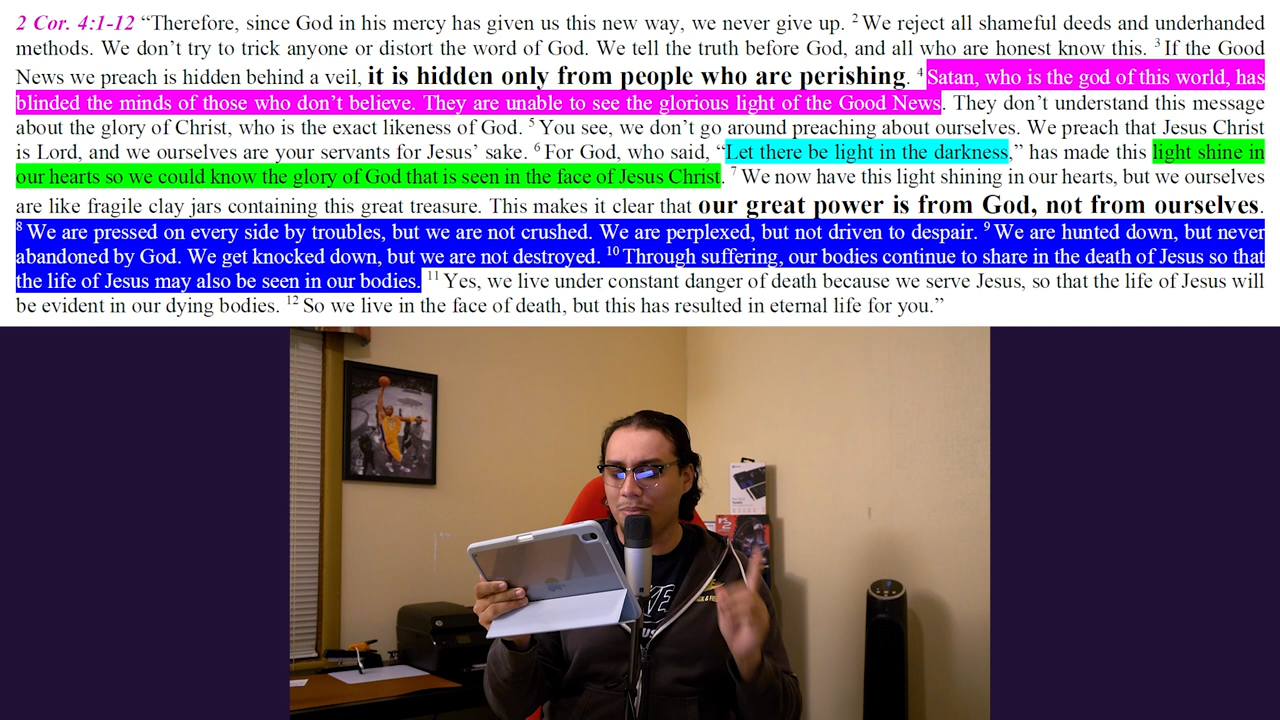 2 Cor. 4:1-12 “Therefore, since God in his mercy has given us this new way, we never give up. 2 We reject all shameful deeds and underhanded
methods. We don’t try to trick anyone or distort the word of God. We tell the truth before God, and all who are honest know this. 3 If the Good
News we preach is hidden behind a veil, it is hidden only from people who are perishing. 4 Satan, who is the god of this world, has
blinded the minds of those who don’t believe. They are unable to see the glorious light of the Good News. They don’t understand this message
about the glory of Christ, who is the exact likeness of God. 5 You see, we don’t go around preaching about ourselves. We preach that Jesus Christ
is Lord, and we ourselves are your servants for Jesus’ sake. 6 For God, who said, “Let there be light in the darkness,” has made this light shine in
our hearts so we could know the glory of God that is seen in the face of Jesus Christ. 7 We now have this light shining in our hearts, but we ourselves
are like fragile clay jars containing this great treasure. This makes it clear that our great power is from God, not from ourselves.
8 We are pressed on every side by troubles, but we are not crushed. We are perplexed, but not driven to despair. 9 We are hunted down, but never
abandoned by God. We get knocked down, but we are not destroyed. 10 Through suffering, our bodies continue to share in the death of Jesus so that
the life of Jesus may also be seen in our bodies. 11 Yes, we live under constant danger of death because we serve Jesus, so that the life of Jesus will
be evident in our dying bodies. 12 So we live in the face of death, but this has resulted in eternal life for you.”